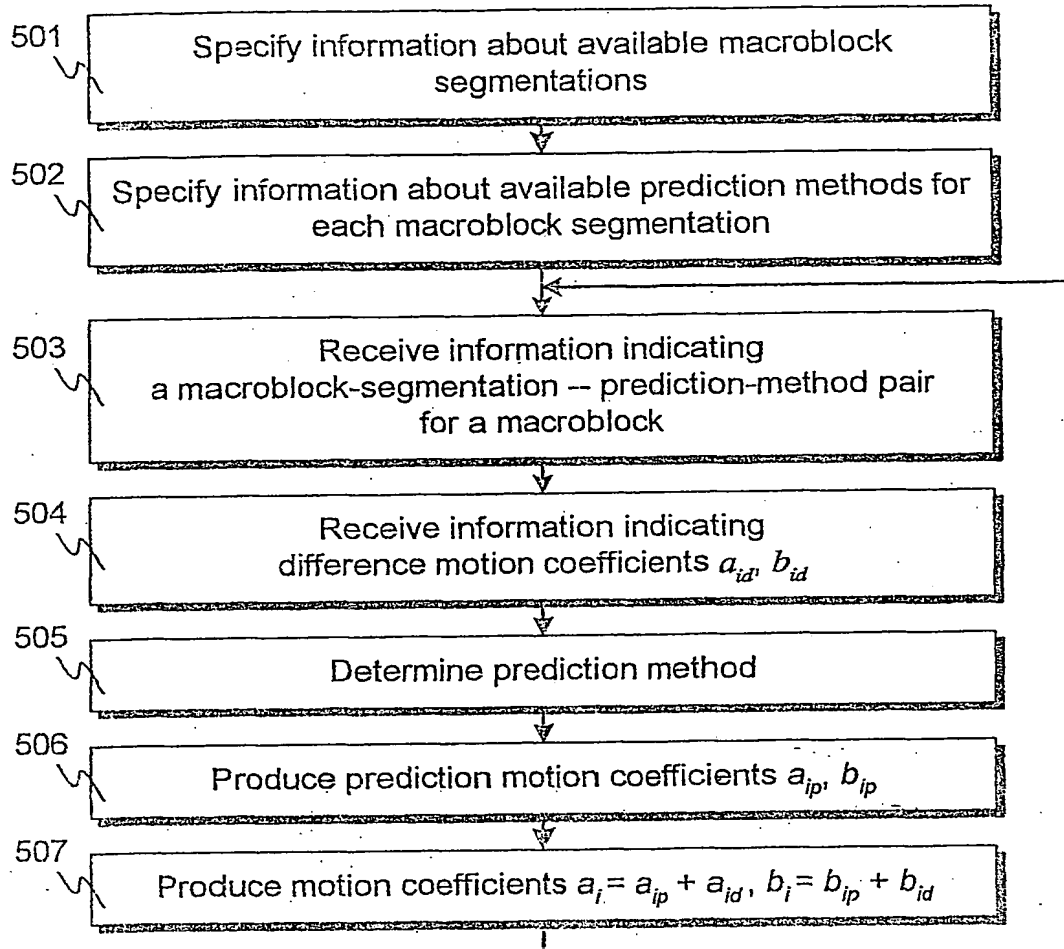 501
Specify information about available macroblock
segmentations
502
Specify information about available prediction methods for
each macroblock segmentation
503
Receive information indicating
a macroblock-segmentation -- prediction-method pair
for a macroblock
504
Receive information indicating
difference motion coefficients a_id, b_id
505
Determine prediction method
506
Produce prediction motion coefficients a_ip, b_ip
507
Produce motion coefficients a_i = a_ip + a_id, b_i = b_ip + b_id